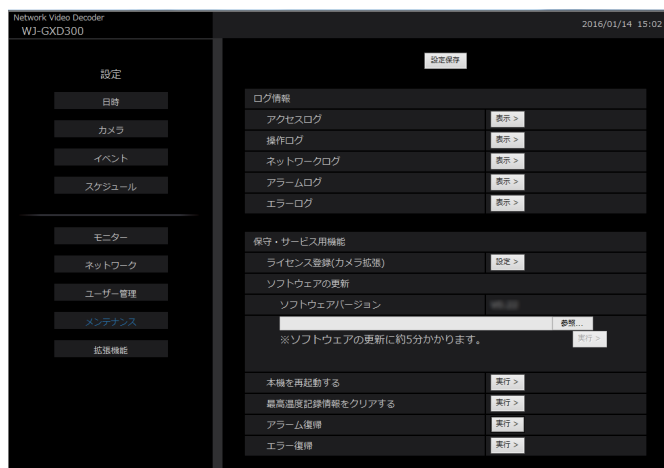 Network Video Decoder
WJ-GXD300
2016/01/14 15:02
設定
日時
カメラ
イベント
スケジュール
モニター
ネットワーク
ユーザー管理
メンテナンス
拡張機能
設定保存
ログ情報
アクセスログ 表示 >
操作ログ 表示 >
ネットワークログ 表示 >
アラームログ 表示 >
エラーログ 表示 >
保守・サービス用機能
ライセンス登録(カメラ拡張) 設定 >
ソフトウェアの更新
ソフトウェアバージョン
参照...
※ソフトウェアの更新に約5分かかります。 実行 >
本機を再起動する 実行 >
最高温度記録情報をクリアする 実行 >
アラーム復帰 実行 >
エラー復帰 実行 >